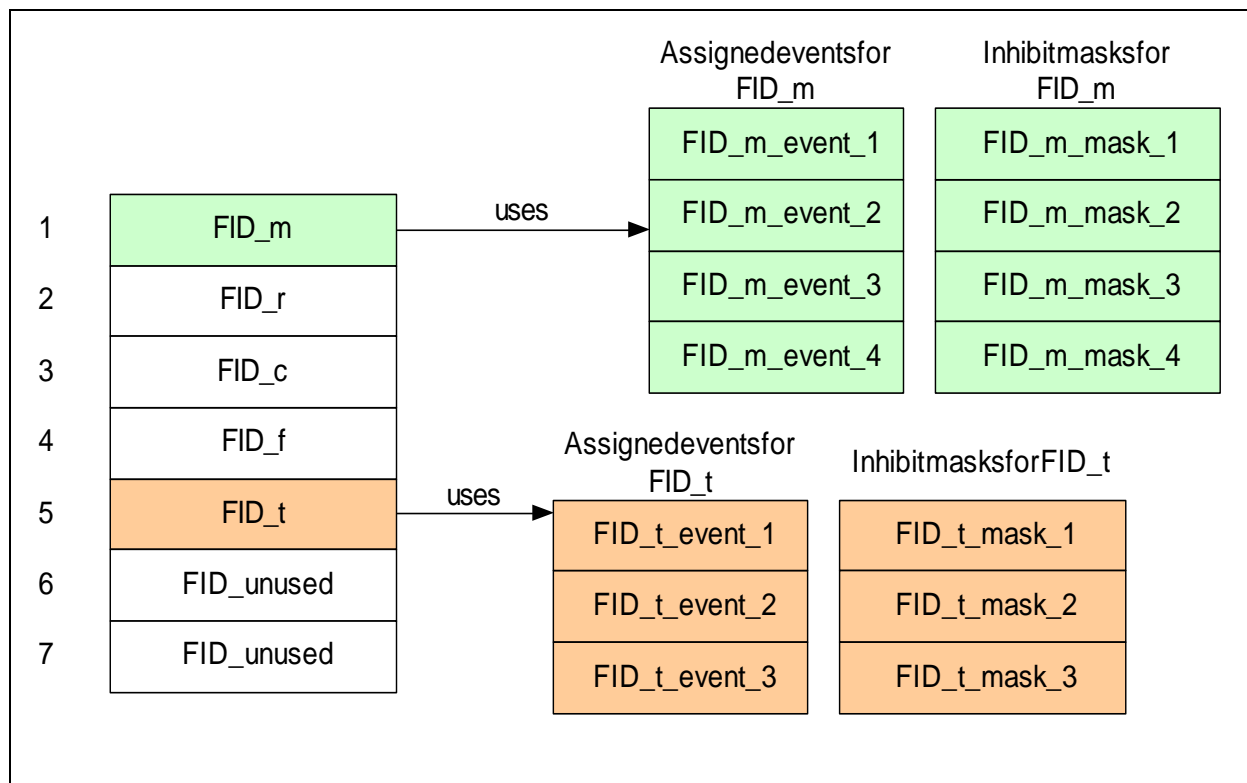 Assignedeventsfor
FID_m
Inhibitmasksfor
FID_m
FID_m_event_1
FID_m_mask_1
FID_m_event_2
FID_m_mask_2
FID_m_event_3
FID_m_mask_3
FID_m_event_4
FID_m_mask_4
1
FID_m
uses
2
FID_r
3
FID_c
4
FID_f
5
FID_t
uses
6
FID_unused
7
FID_unused
Assignedeventsfor
FID_t
InhibitmasksforFID_t
FID_t_event_1
FID_t_mask_1
FID_t_event_2
FID_t_mask_2
FID_t_event_3
FID_t_mask_3